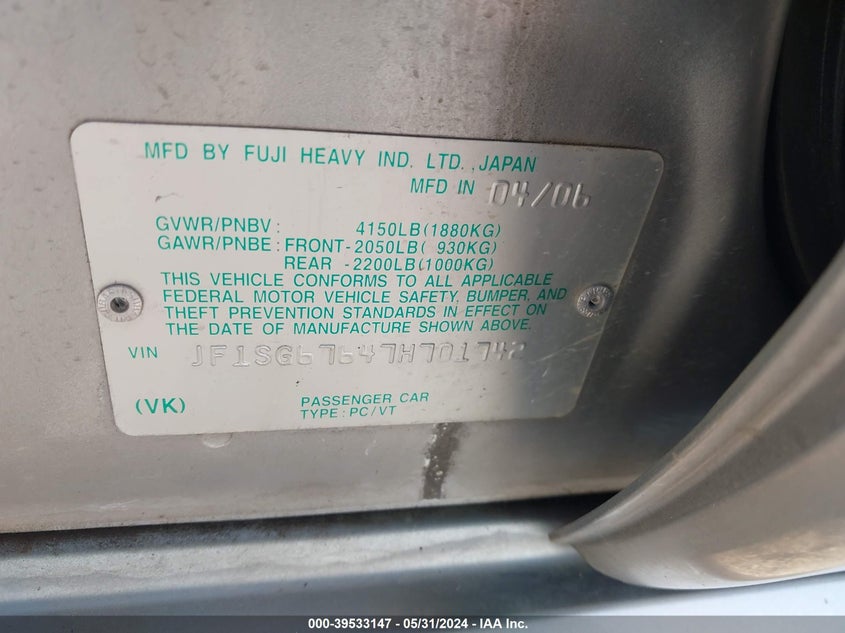 MFD BY FUJI HEAVY IND. LTD., JAPAN
MFD IN 04/06
GVWR/PNBV: 4150LB(1880KG)
GAWR/PNBE: FRONT-2050LB( 930KG)
REAR -2200LB(1000KG)
THIS VEHICLE CONFORMS TO ALL APPLICABLE
FEDERAL MOTOR VEHICLE SAFETY, BUMPER, AND
THEFT PREVENTION STANDARDS IN EFFECT ON
THE DATE OF MANUFACTURE SHOWN ABOVE.
VIN JF1SG67647H701742
(VK)
PASSENGER CAR
TYPE: PC/VT
000-39533147 - 05/31/2024 - IAA Inc.